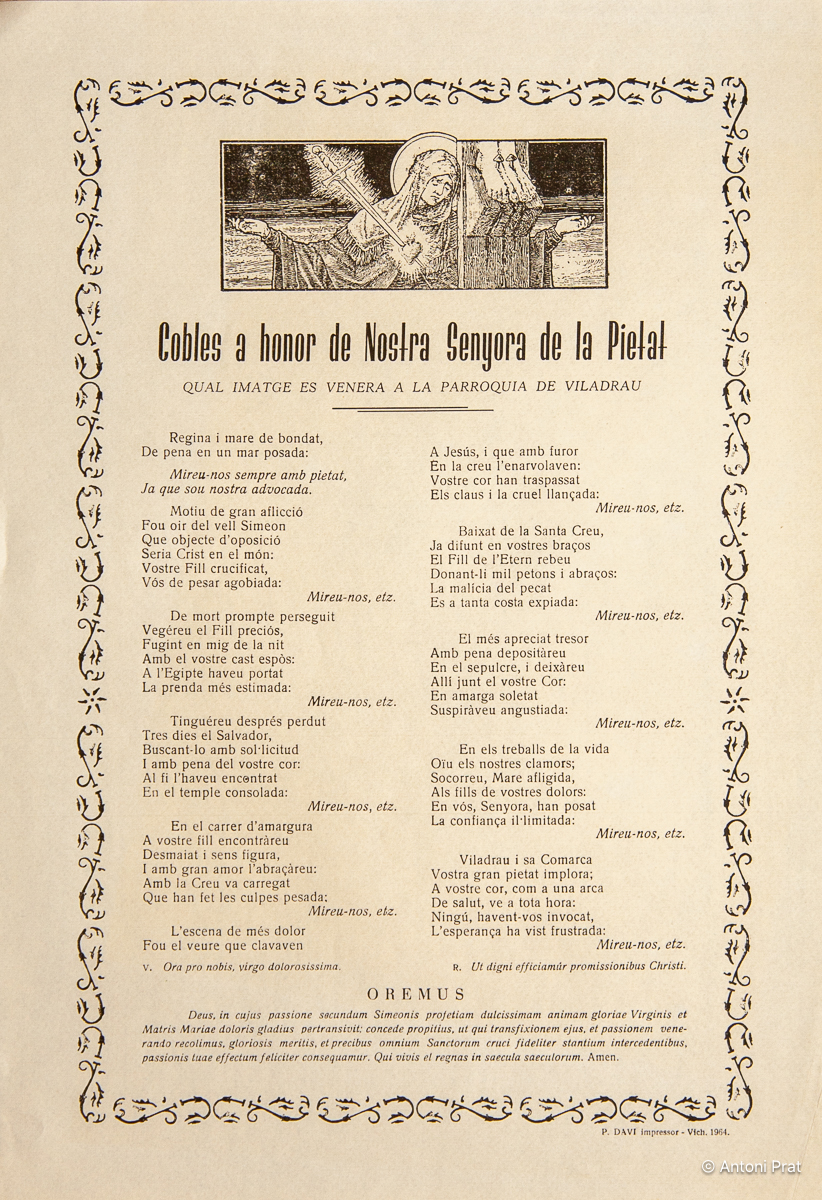 Cobles a honor de Nostra Senyora de la Pietat
QUAL IMATGE ES VENERA A LA PARROQUIA DE VILADRAU
Regina i mare de bondat,
De pena en un mar posada:
Mireu-nos sempre amb pietat,
Ja que sou nostra advocada.
Motiu de gran aflicció
Fou oir del vell Simeon
Que objecte d'oposició
Seria Crist en el món:
Vostre Fill crucificat,
Vós de pesar agobiada:
Mireu-nos, etz.
De mort prompte perseguit
Vegéreu el Fill preciós,
Fugint en mig de la nit
Amb el vostre cast espòs:
A l'Egipte haveu portat
La prenda més estimada:
Mireu-nos, etz.
Tinguéreu després perdut
Tres dies el Salvador,
Buscant-lo amb sol·licitud
I amb pena del vostre cor:
Al fi l'haveu encontrat
En el temple consolada:
Mireu-nos, etz.
En el carrer d'amargura
A vostre fill encontràreu
Desmaiat i sens figura,
I amb gran amor l'abraçàreu:
Amb la Creu va carregat
Que han fet les culpes pesada:
Mireu-nos, etz.
L'escena de més dolor
Fou el veure que clavaven
A Jesús, i que amb furor
En la creu l'enarvolaven:
Vostre cor han traspassat
Els claus i la cruel llançada:
Mireu-nos, etz.
Baixat de la Santa Creu,
Ja difunt en vostres braços
El Fill de l'Etern rebeu
Donant-li mil petons i abraços:
La malícia del pecat
Es a tanta costa expiada:
Mireu-nos, etz.
El més apreciat tresor
Amb pena depositàreu
En el sepulcre, i deixàreu
Allí junt el vostre Cor:
En amarga soletat
Suspiràveu angustiada:
Mireu-nos, etz.
En els treballs de la vida
Oïu els nostres clamors;
Socorreu, Mare afligida,
Als fills de vostres dolors:
En vós, Senyora, han posat
La confiança il·limitada:
Mireu-nos, etz.
Viladrau i sa Comarca
Vostra gran pietat implora;
A vostre cor, com a una arca
De salut, ve a tota hora:
Ningú, havent-vos invocat,
L'esperança ha vist frustrada:
Mireu-nos, etz.
V. Ora pro nobis, virgo dolorosissima.
R. Ut digni efficiamúr promissionibus Christi.
OREMUS
Deus, in cujus passione secundum Simeonis profetiam dulcissimam animam gloriae Virginis et
Matris Mariae doloris gladius pertransivit: concede propitius, ut qui transfixionem ejus, et passionem vene-
rando recolimus, gloriosis meritis, et precibus omnium Sanctorum cruci fideliter stantium intercedentibus,
passionis tuae effectum feliciter consequamur. Qui vivis el regnas in saecula saeculorum. Amen.
P. DAVI impressor - Vich. 1964.
© Antoni Prat